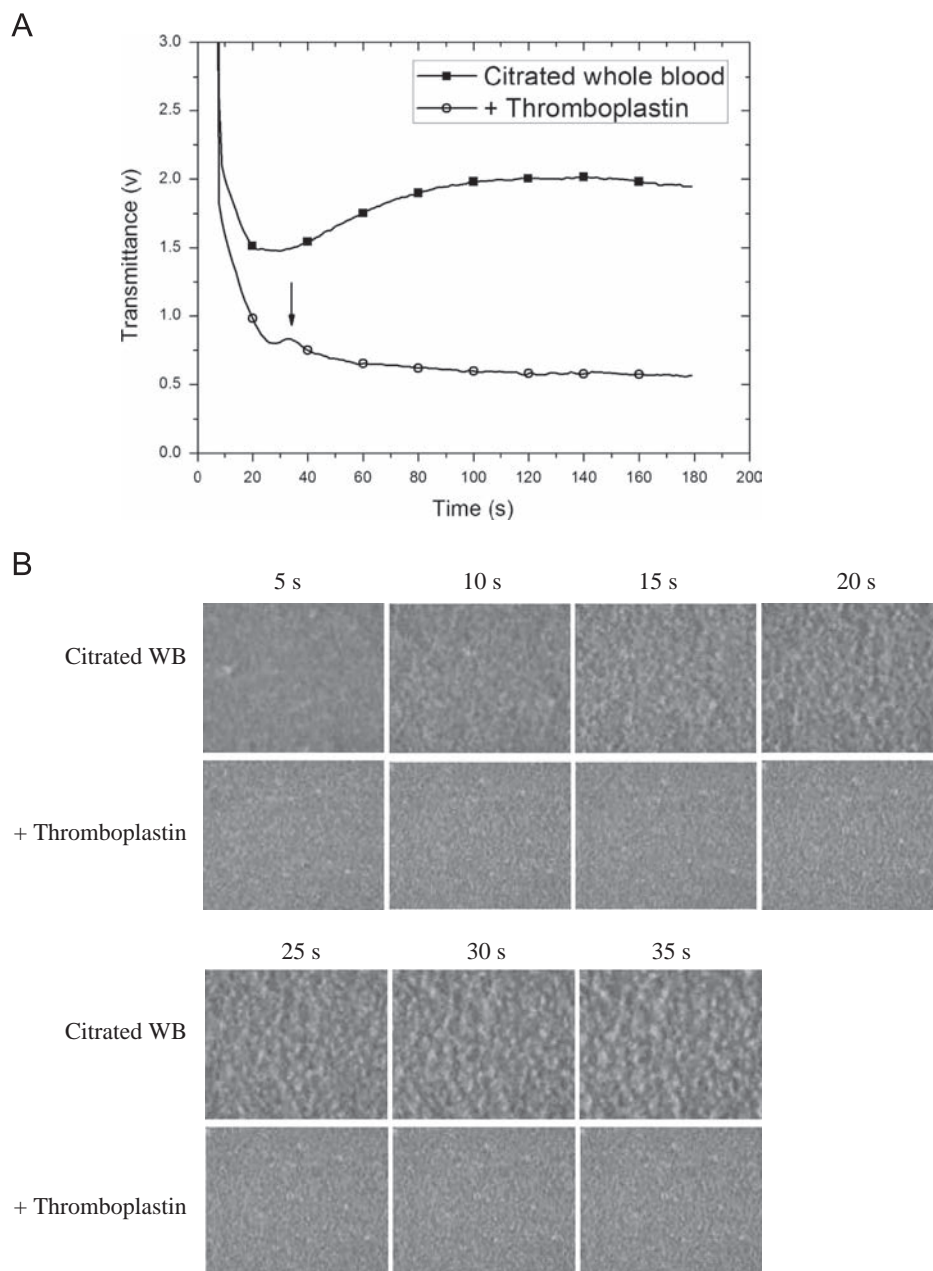 A
3.0
2.5
2.0
1.5
1.0
0.5
0.0
Transmittance (v)
Citrated whole blood
+ Thromboplastin
0 20 40 60 80 100 120 140 160 180 200
Time (s)
B
5 s 10 s 15 s 20 s
Citrated WB
+ Thromboplastin
25 s 30 s 35 s
Citrated WB
+ Thromboplastin